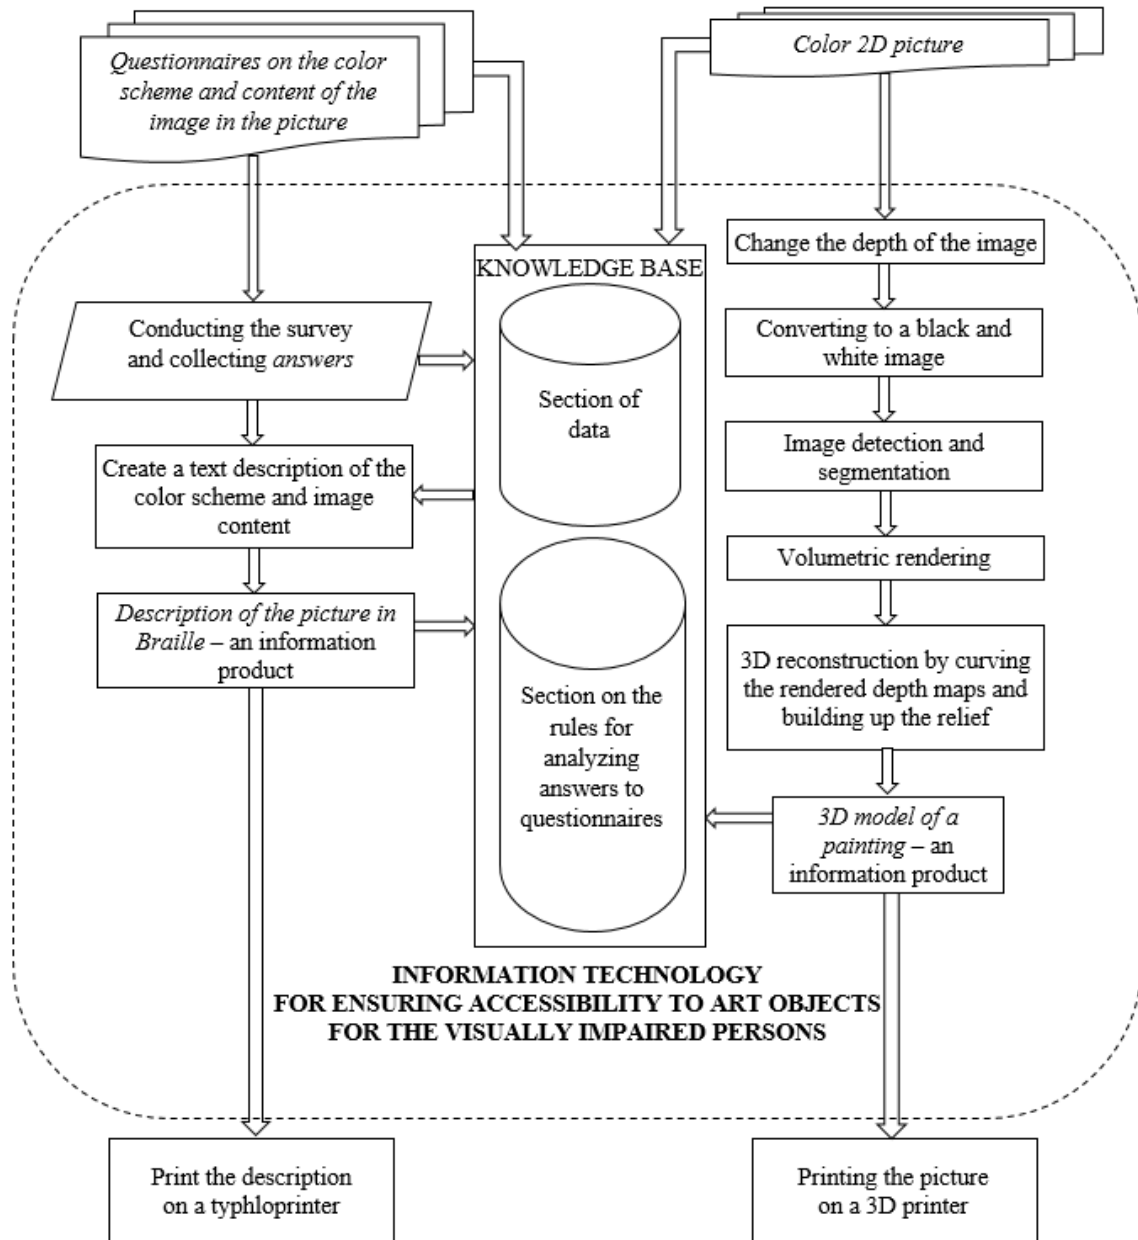 Questionnaires on the color
scheme and content of the
image in the picture
Color 2D picture
Conducting the survey
and collecting answers
Create a text description of the
color scheme and image
content
Description of the picture in
Braille – an information
product
KNOWLEDGE BASE
Section of
data
Section on the
rules for
analyzing
answers to
questionnaires
Change the depth of the image
Converting to a black and
white image
Image detection and
segmentation
Volumetric rendering
3D reconstruction by curving
the rendered depth maps and
building up the relief
3D model of a
painting – an
information product
INFORMATION TECHNOLOGY
FOR ENSURING ACCESSIBILITY TO ART OBJECTS
FOR THE VISUALLY IMPAIRED PERSONS
Print the description
on a typhloprinter
Printing the picture
on a 3D printer